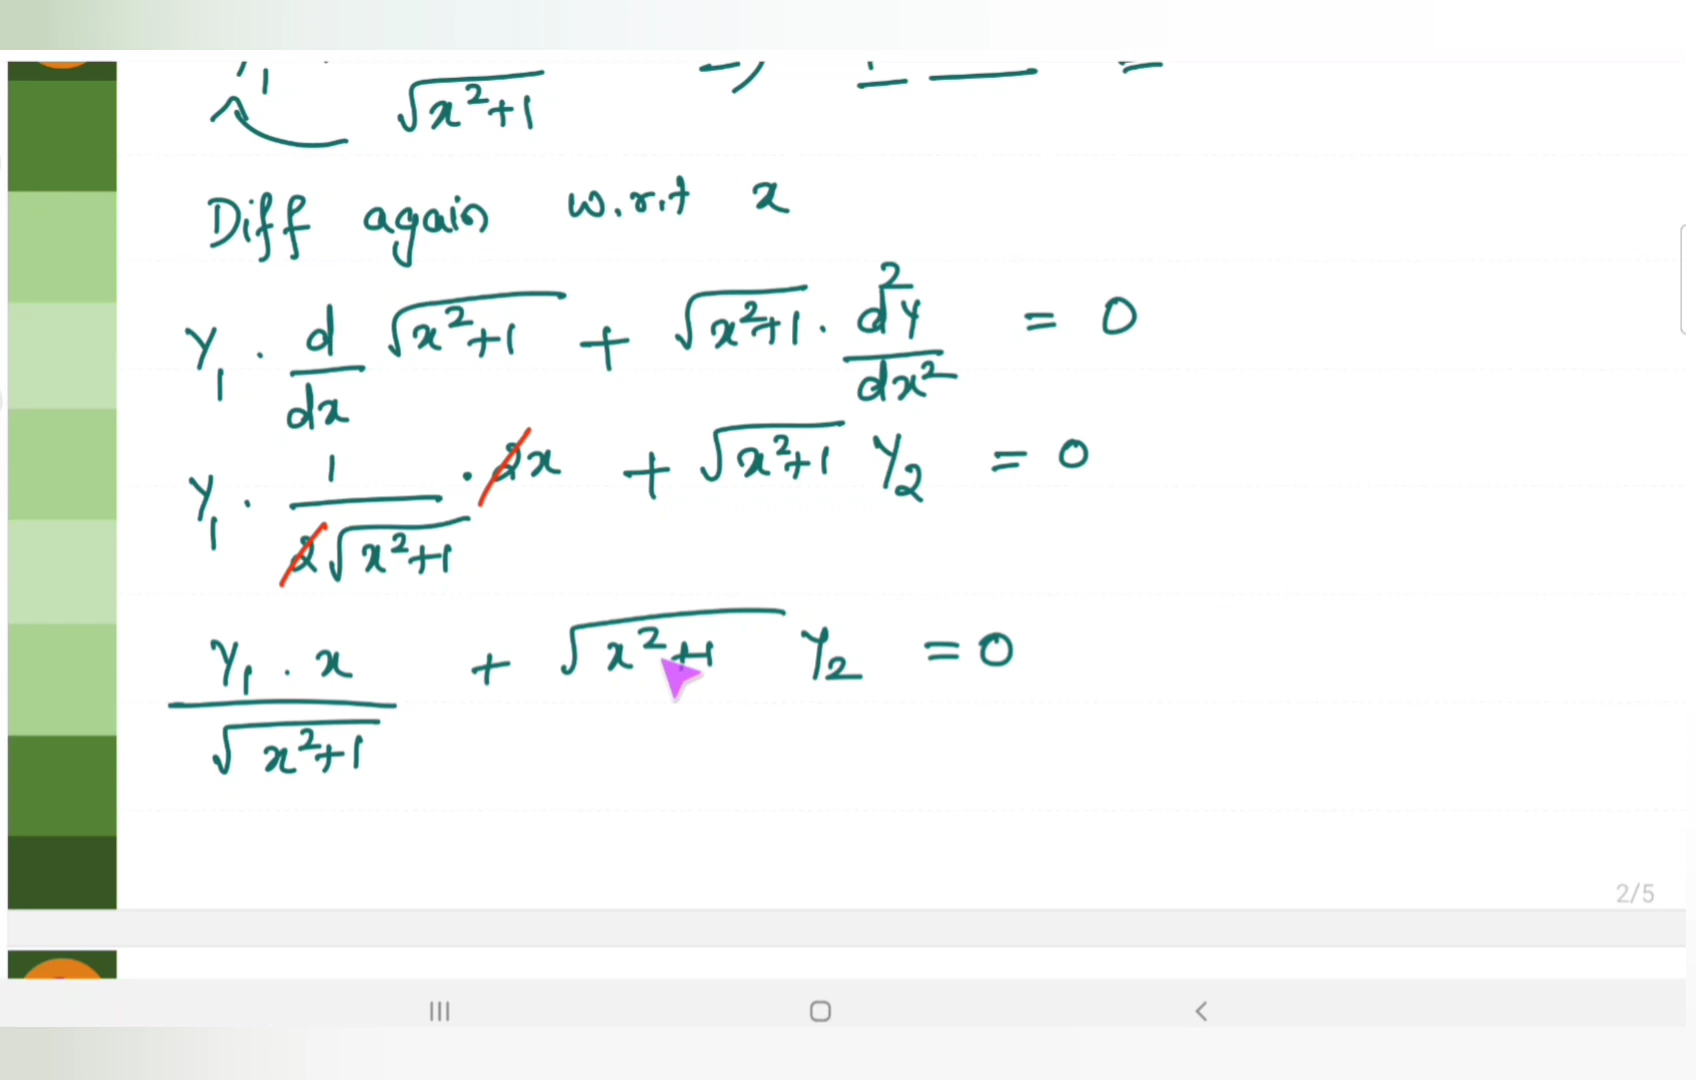 √x²+1
Diff again w.r.t x
y₁ · d/dx √x²+1 + √x²+1 · d²y/dx² = 0
y₁ · 1/2√x²+1 · 2x + √x²+1 y₂ = 0
y₁ · x/√x²+1 + √x²+1 y₂ = 0
2/5